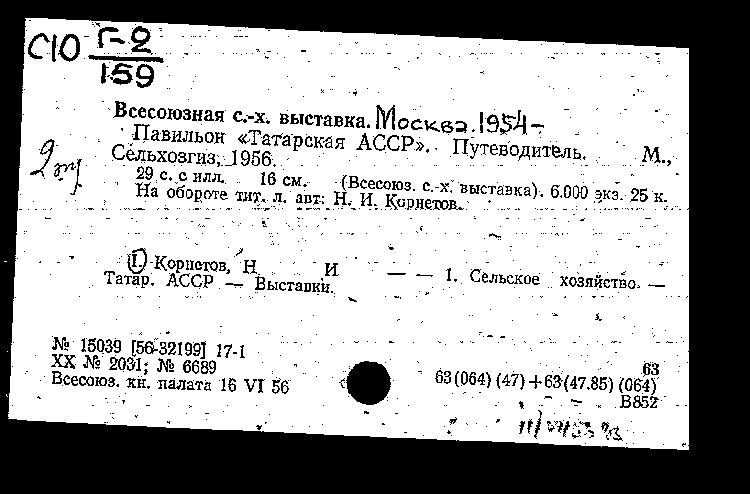 С10 Г-2
159
Всесоюзная с.-х. выставка. Москва. 1954-
Павильон «Татарская АССР». Путеводитель. М.,
Сельхозгиз, 1956.
29 с. с илл. 16 см. (Всесоюз. с.-х. выставка). 6.000 экз. 25 к.
На обороте тит. л. авт: Н. И. Корнетов.
I. Корнетов, Н И — — 1. Сельское хозяйство. —
Татар. АССР — Выставки.
№ 15039 [56-32199] 17-1
XX № 2031; № 6689
Всесоюз. кн. палата 16 VI 56
63
63(064)(47)+63(47.85)(064)
В852